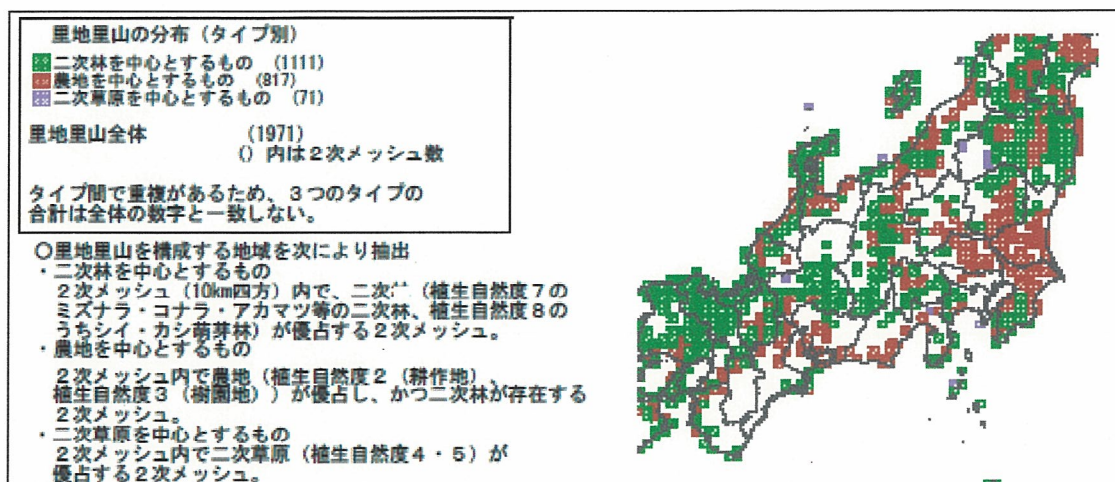 里地里山の分布（タイプ別）
二次林を中心とするもの （1111）
農地を中心とするもの （817）
二次草原を中心とするもの （71）
里地里山全体 （1971）
（）内は２次メッシュ数
タイプ間で重複があるため、３つのタイプの
合計は全体の数字と一致しない。
〇里地里山を構成する地域を次により抽出
・二次林を中心とするもの
２次メッシュ（10km四方）内で、二次（植生自然度７の
ミズナラ・コナラ・アカマツ等の二次林、植生自然度８の
うちシイ・カシ萌芽林）が優占する２次メッシュ。
・農地を中心とするもの
２次メッシュ内で農地（植生自然度２（耕作地）、
植生自然度３（樹園地））が優占し、かつ二次林が存在する
２次メッシュ。
・二次草原を中心とするもの
２次メッシュ内で二次草原（植生自然度４・５）が
優占する２次メッシュ。